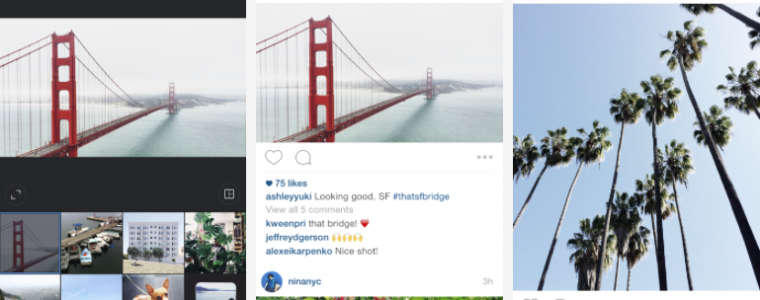 75 likes
ashleyyuki Looking good, SF #thatsfbridge
View all 5 comments
kweenpri that bridge! ❤️
jeffreydgerson 🙌🙌🙌🙌
alexeikarpenko Nice shot!
ninanyc 3h